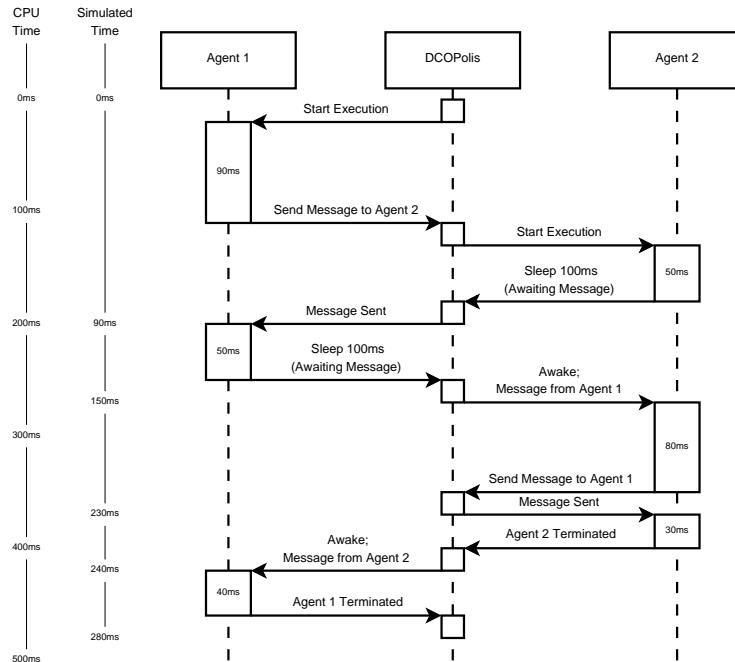 CPU Simulated
Time Time
Agent 1 DCOPolis Agent 2
0ms 0ms
Start Execution
90ms
100ms
Send Message to Agent 2
Start Execution
Sleep 100ms
50ms
(Awaiting Message)
Message Sent
200ms 90ms
50ms
Sleep 100ms
(Awaiting Message)
Awake;
Message from Agent 1
150ms
300ms
80ms
Send Message to Agent 1
Message Sent
230ms
30ms
Agent 2 Terminated
400ms
Awake;
Message from Agent 2
240ms
40ms
Agent 1 Terminated
280ms
500ms